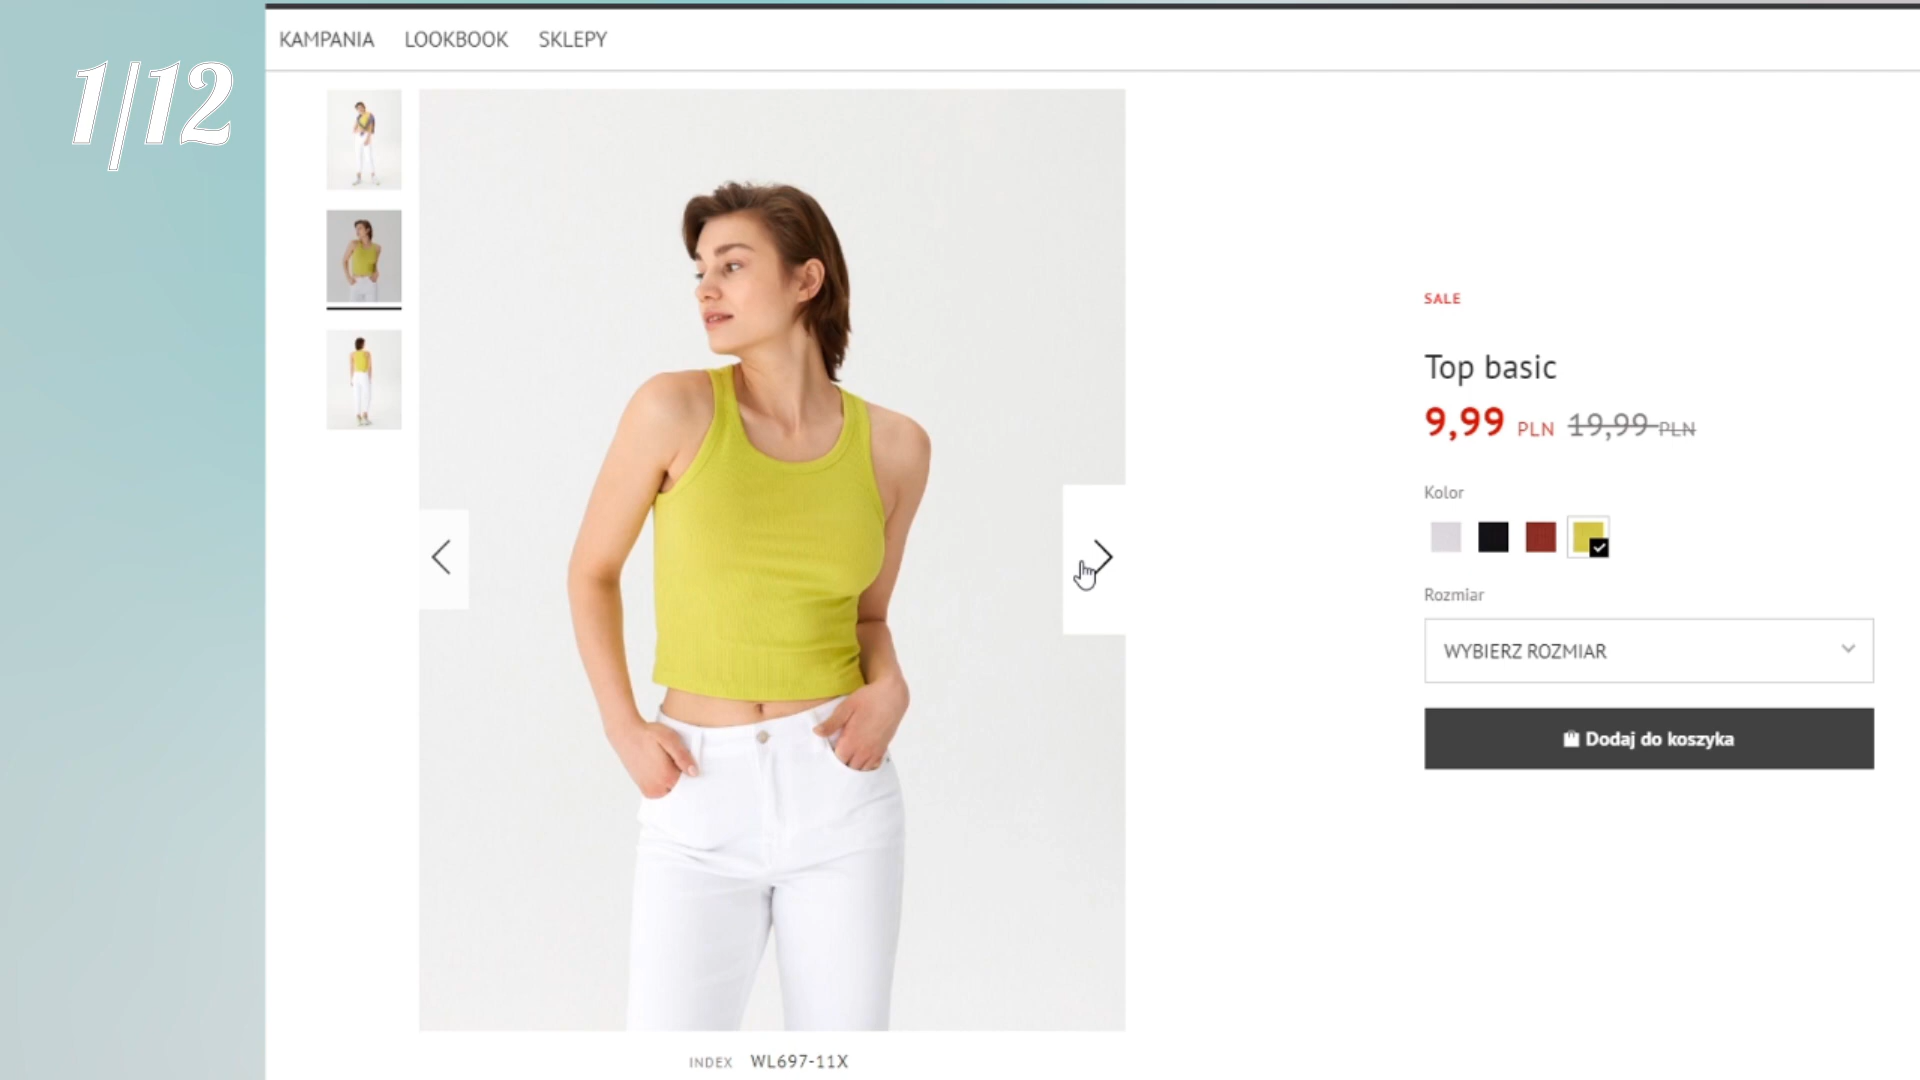 1/12
KAMPANIA LOOKBOOK SKLEPY
SALE
Top basic
9,99 PLN 19,99 PLN
Kolor
Rozmiar
WYBIERZ ROZMIAR
Dodaj do koszyka
INDEX WL697-11X